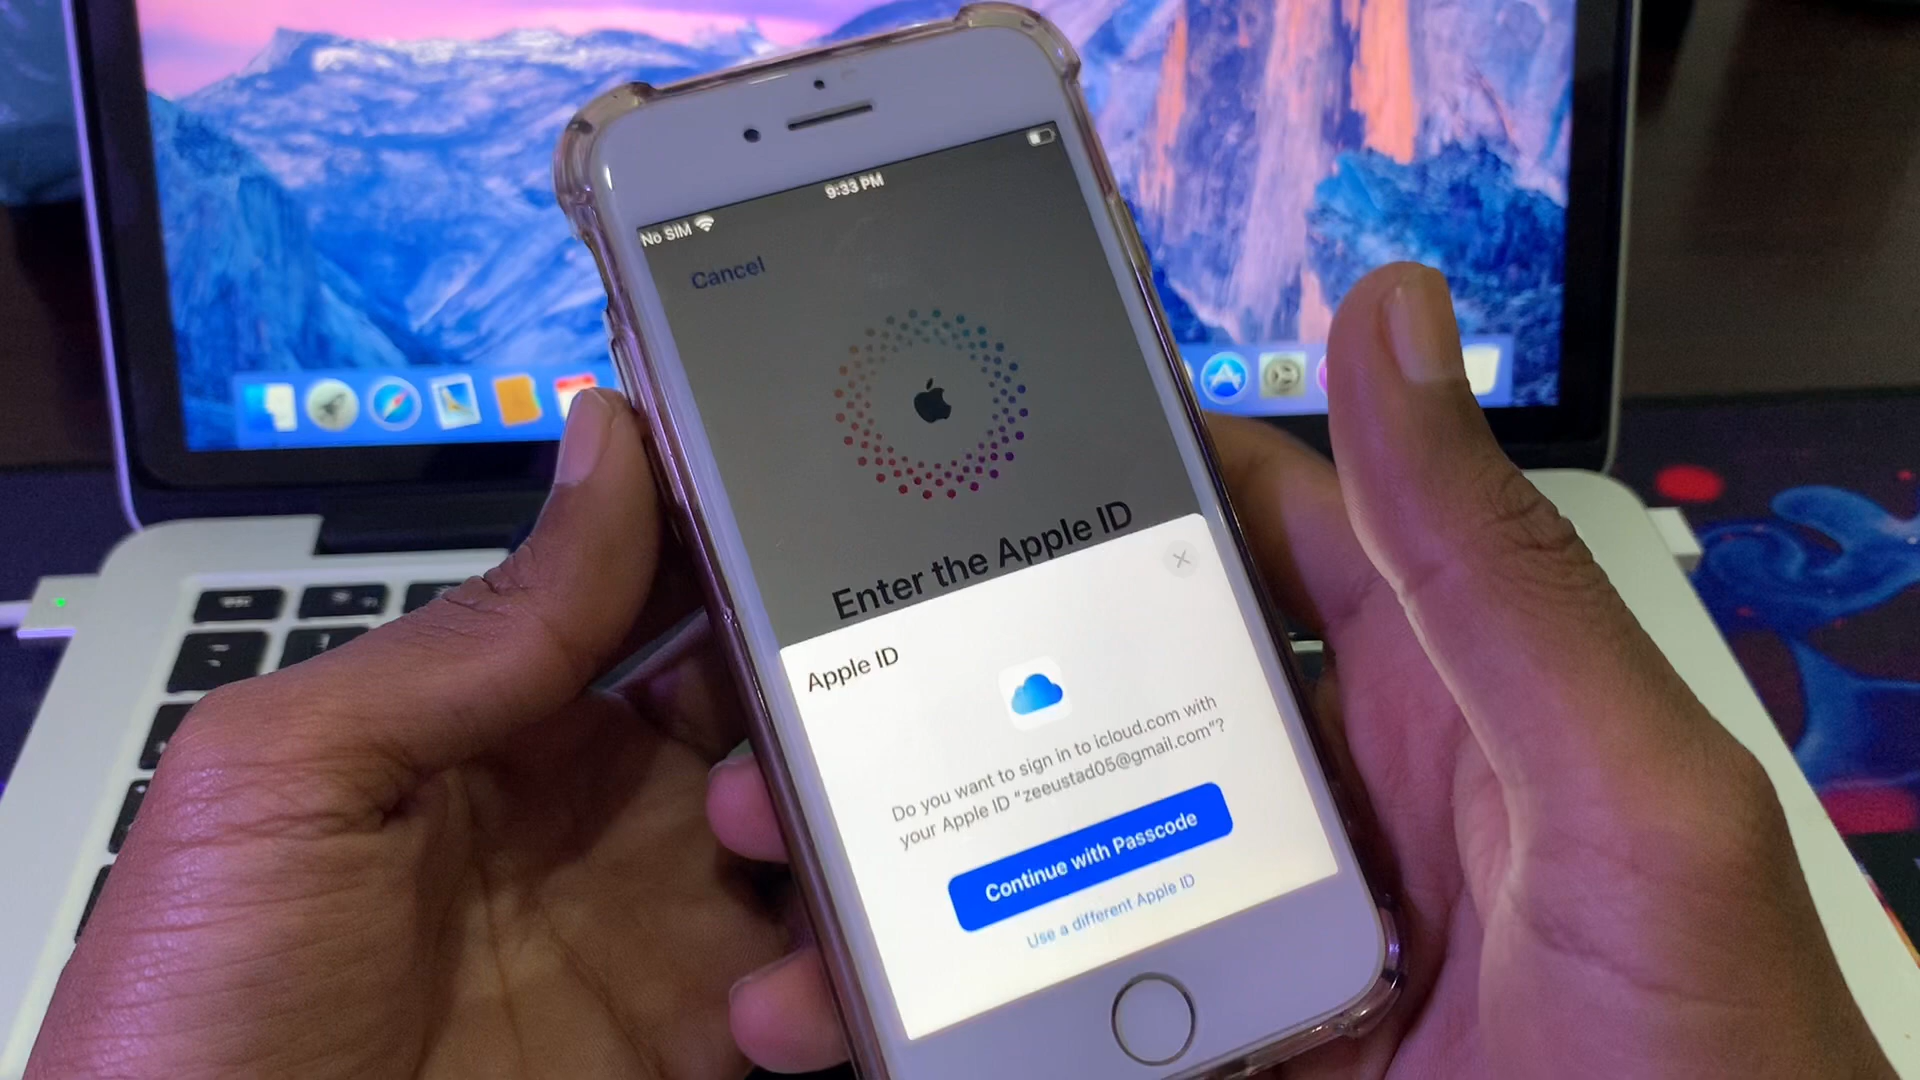 9:33 PM
No SIM
Cancel
Enter the Apple ID
Apple ID
Do you want to sign in to icloud.com with
your Apple ID "zeeustad05@gmail.com"?
Continue with Passcode
Use a different Apple ID